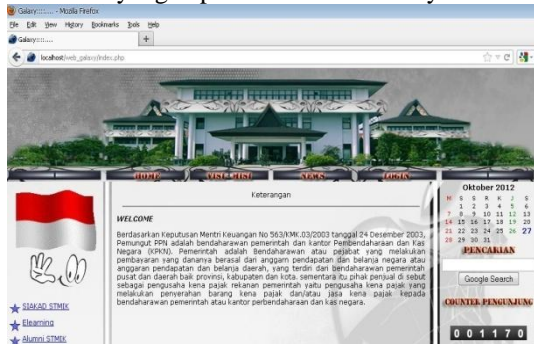 Galaxy::::.... - Mozilla Firefox
File Edit View History Bookmarks Tools Help
Galaxy::::....
localhost/web_galaxy/index.php
HOME VISI MISI NEWS LOGIN
Keterangan
WELCOME
Berdasarkan Keputusan Mentri Keuangan No 563/KMK.03/2003 tanggal 24 Desember 2003,
Pemungut PPN adalah bendaharawan pemerintah dan kantor Perbendaharaan dan Kas
Negara (KPKN). Pemerintah adalah Bendaharawan atau pejabat yang melakukan
pembayaran yang dananya barasal dari anggarn pendapatan dan belanja negara atau
anggaran pendapatan dan belanja daerah, yang terdiri dari bendaharawan pemerintah
pusat dan daerah baik provinsi, kabupaten dan kota. sementara itu pihak penjual di sebut
sebagai pengusaha kena pajak rekanan pemerintah yaitu pengusaha kena pajak yang
melakukan penyerahan barang kena pajak dan/atau jasa kena pajak kepada
bendaharawan pemerintah atau kantor perbendaharaan dan kas negara.
SIAKAD STMIK
Elearning
Alumni STMIK
Oktober 2012
M S S R K J S
1 2 3 4 5 6
7 8 9 10 11 12 13
14 15 16 17 18 19 20
21 22 23 24 25 26 27
28 29 30 31
PENCARIAN
Google Search
COUNTER PENGUNJUNG
0 0 1 1 7 0